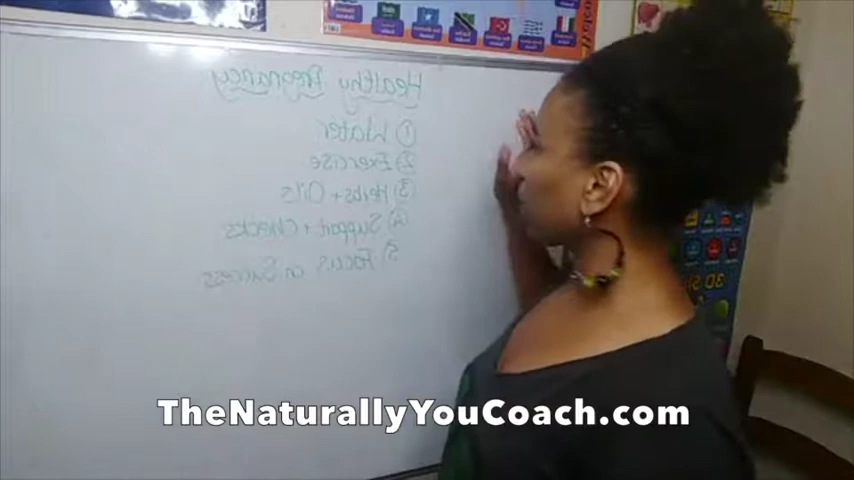 Healthy Pregnancy
① Water
② Exercise
③ Herbs + Oils
④ Support + Checks
⑤ Focus on Success
TheNaturallyYouCoach.com